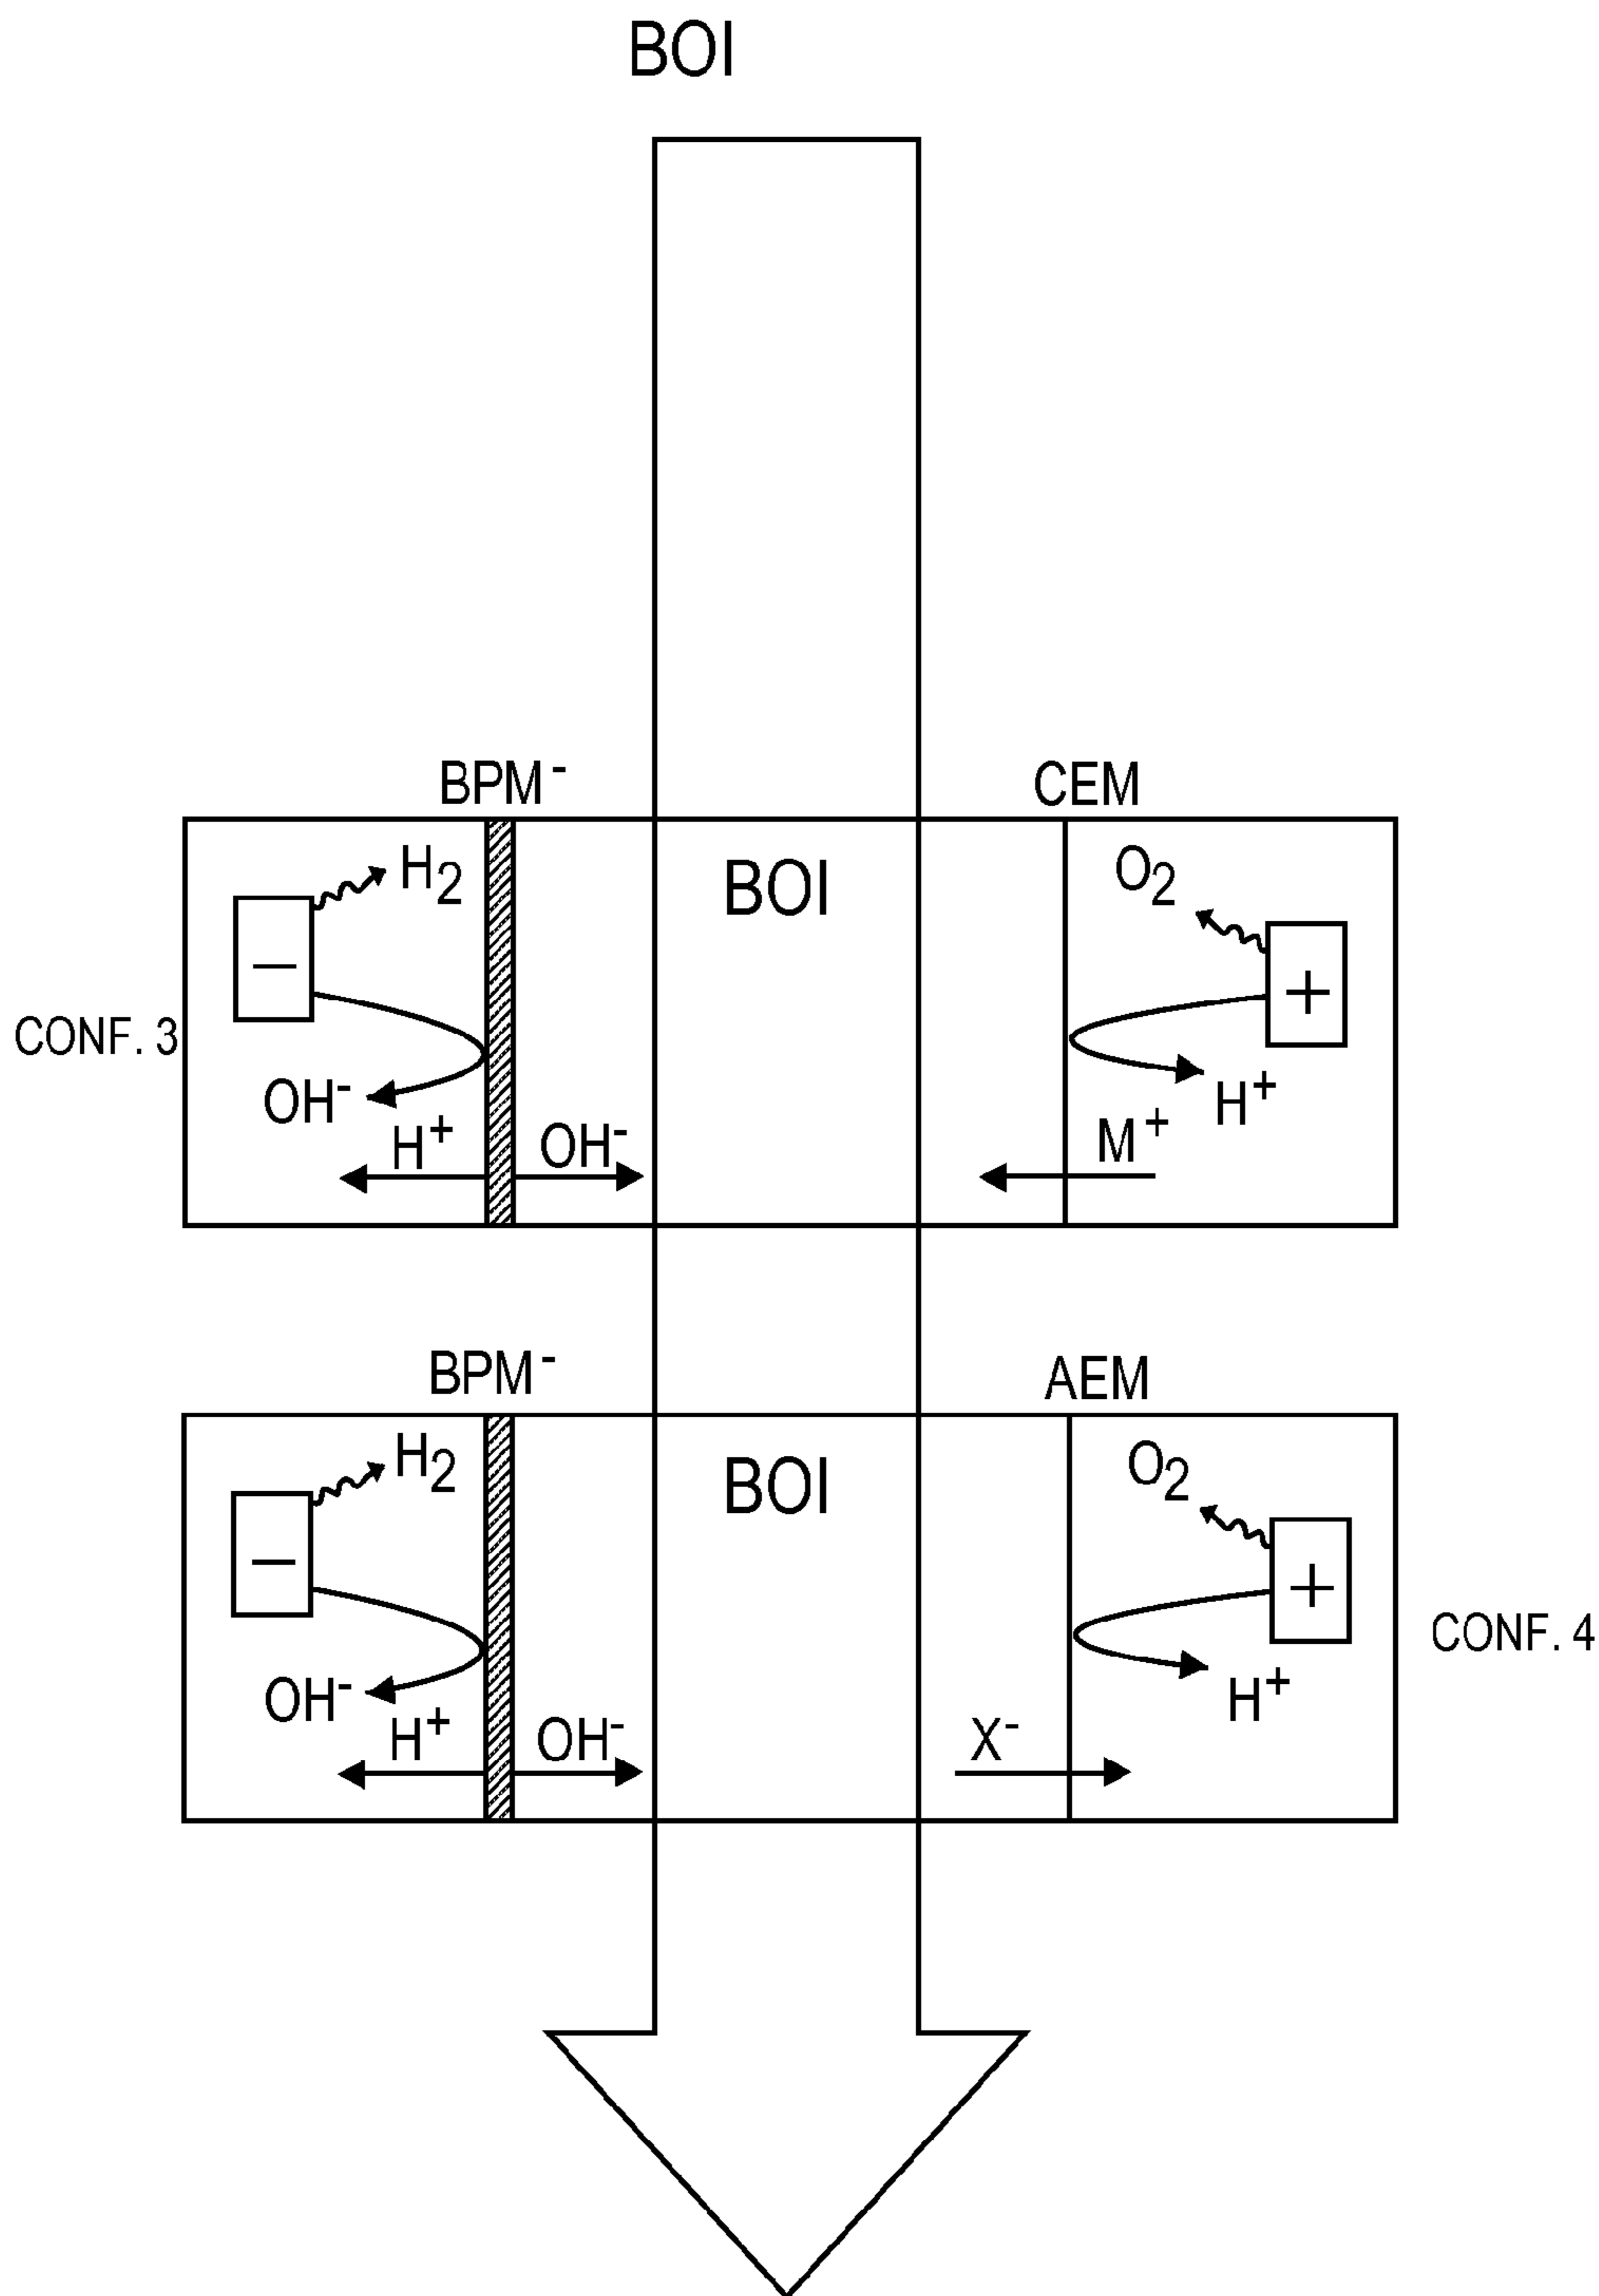 BOI
BPM⁻ CEM
H₂ BOI O₂
− +
CONF. 3
OH⁻ H⁺
H⁺ OH⁻ M⁺
BPM⁻ AEM
H₂ BOI O₂
− +
CONF. 4
OH⁻ H⁺
H⁺ OH⁻ X⁻